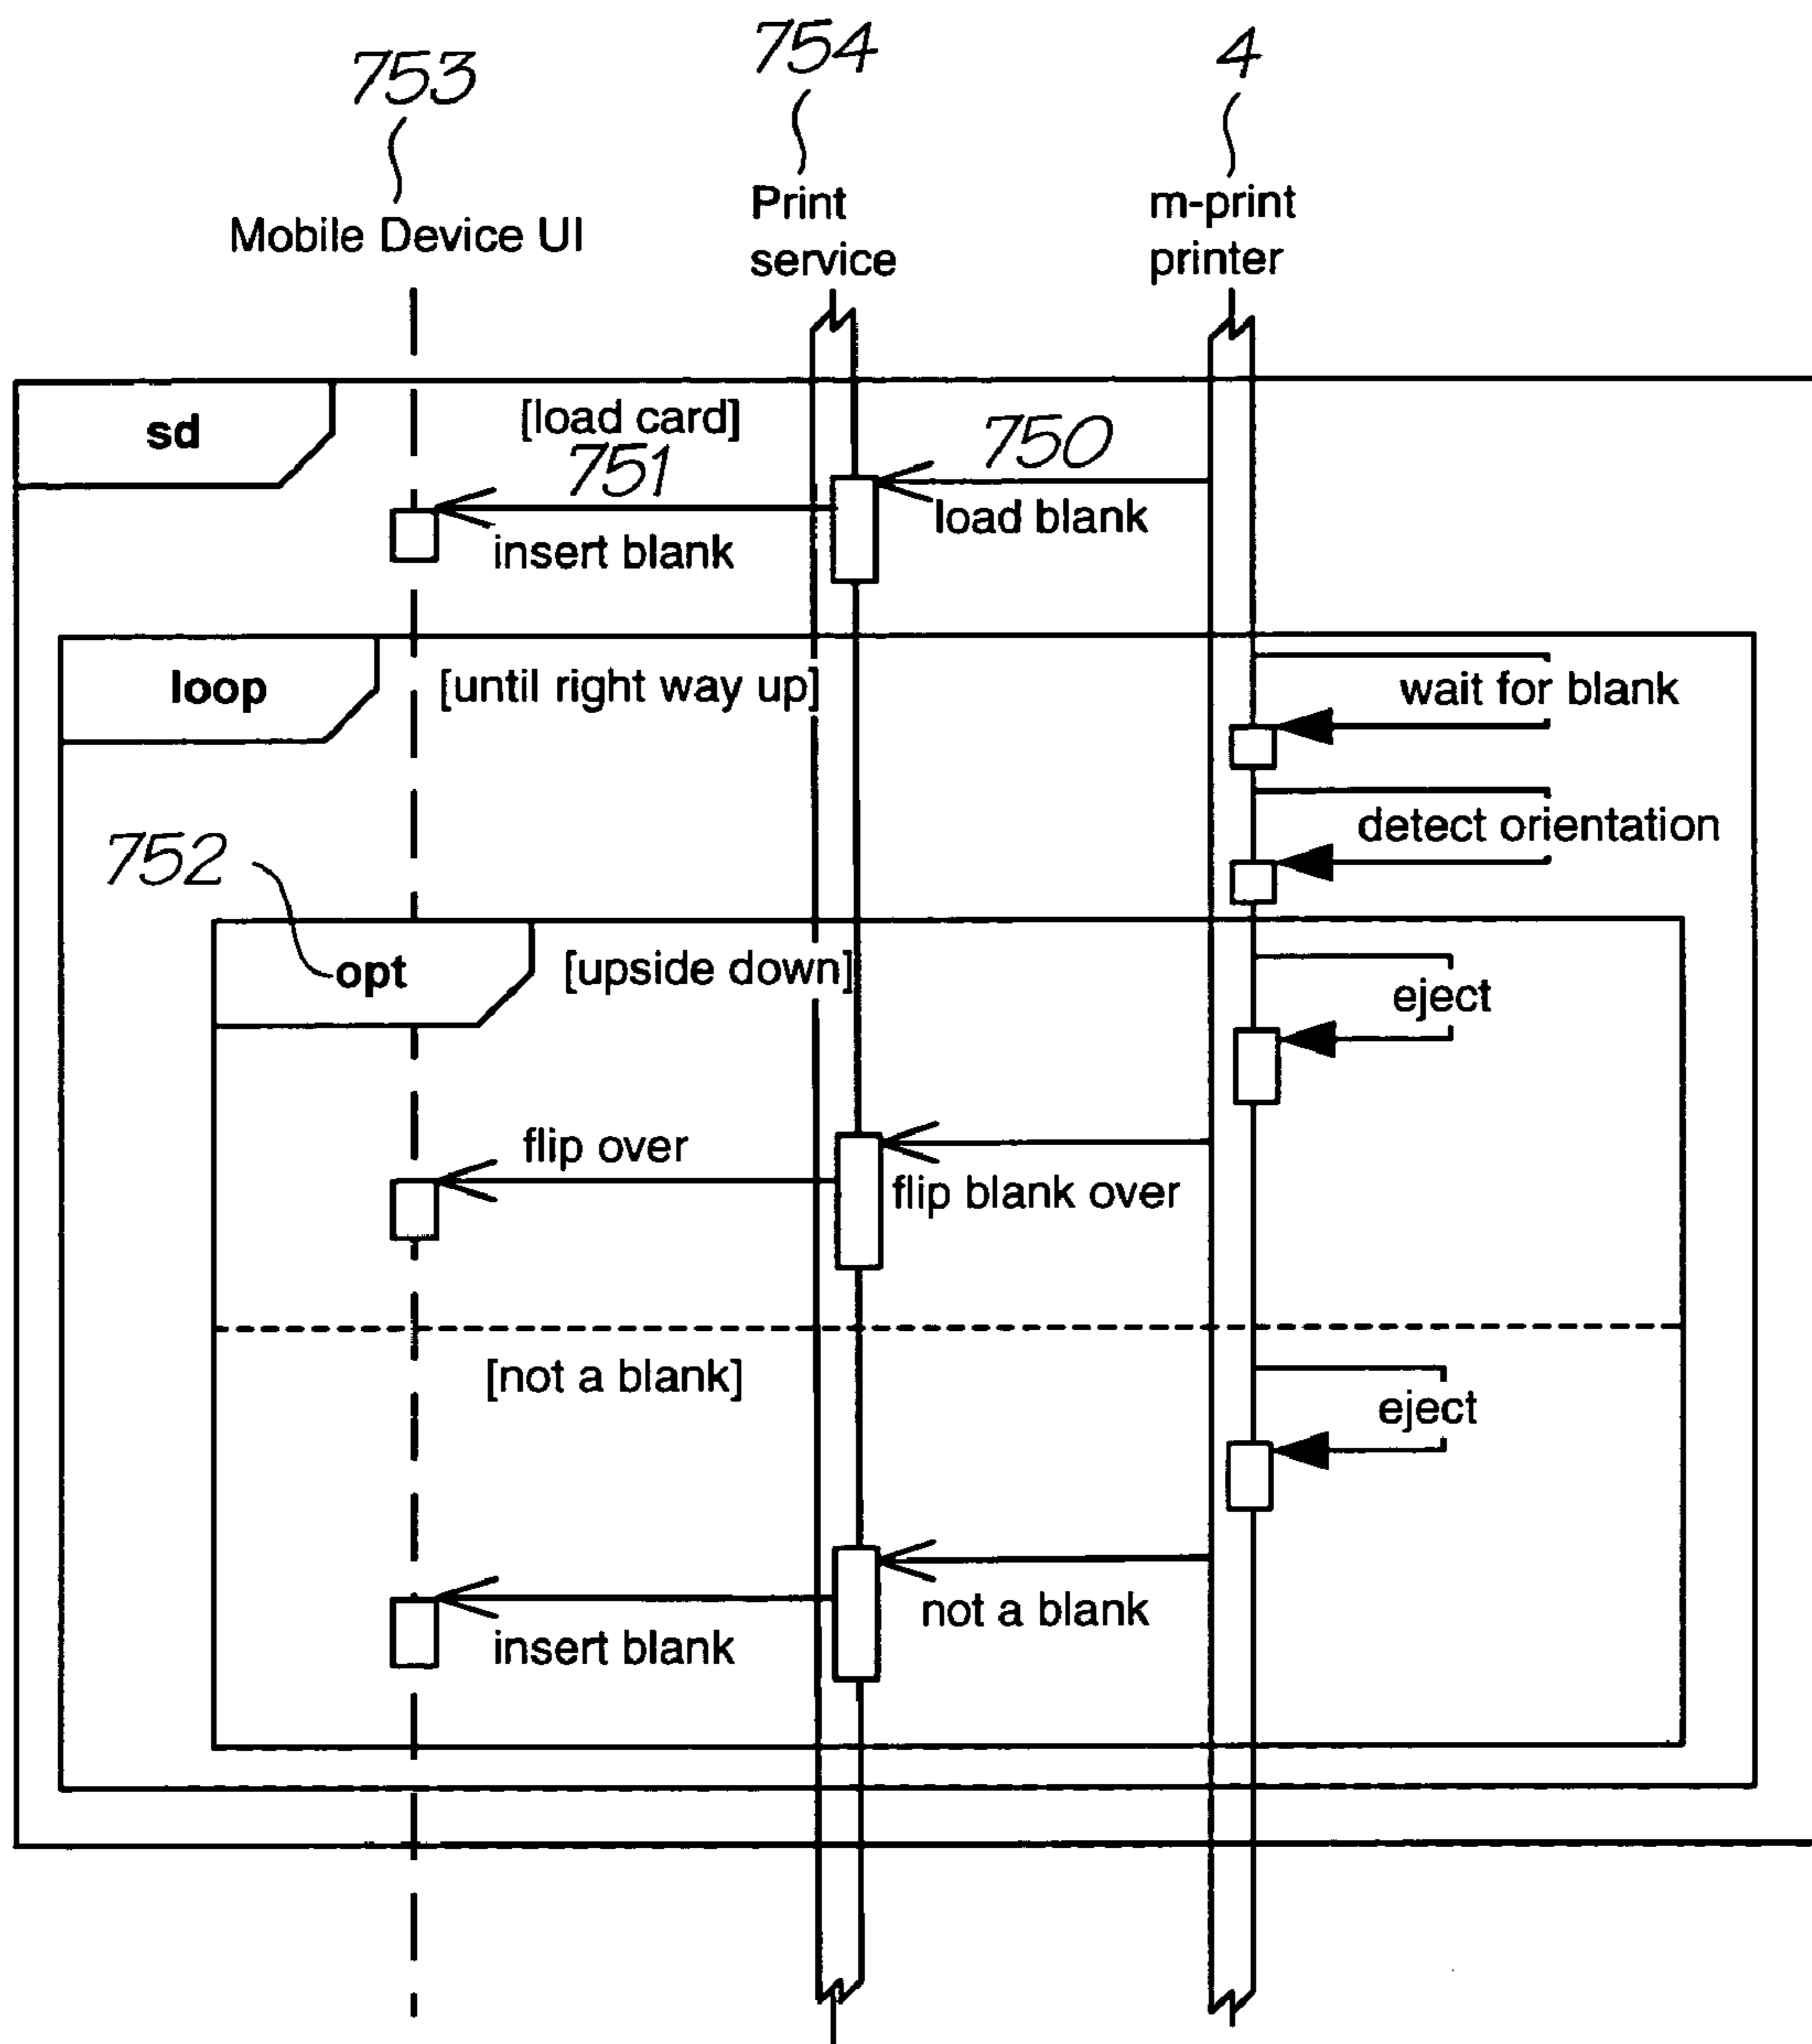 753
754
4
Mobile Device UI
Print
service
m-print
printer
sd
[load card]
751
750
insert blank
load blank
loop
[until right way up]
wait for blank
detect orientation
752
opt
[upside down]
eject
flip over
flip blank over
[not a blank]
eject
not a blank
insert blank